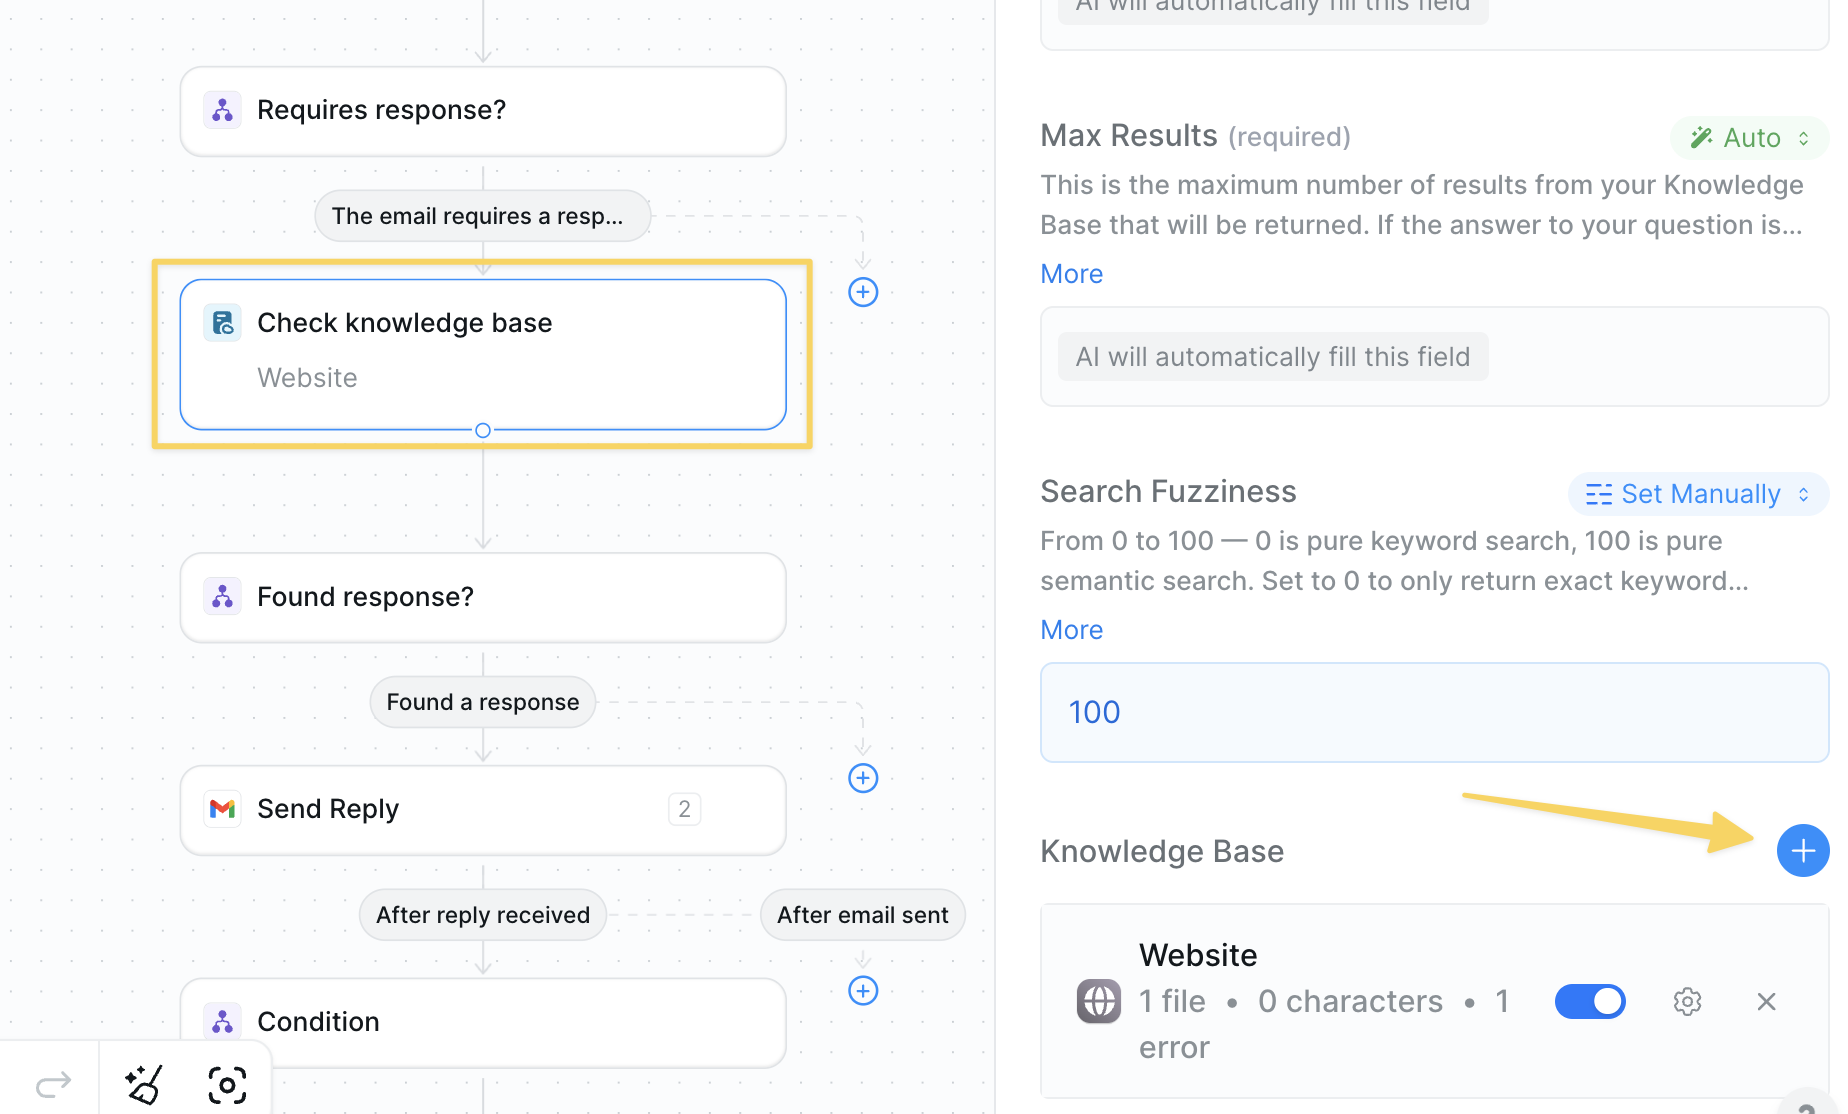 Requires response?
The email requires a resp...
Check knowledge base
Website
Found response?
Found a response
Send Reply
2
After reply received
After email sent
Condition
AI will automatically fill this field
Max Results (required)
Auto
This is the maximum number of results from your Knowledge
Base that will be returned. If the answer to your question is...
More
AI will automatically fill this field
Search Fuzziness
Set Manually
From 0 to 100 — 0 is pure keyword search, 100 is pure
semantic search. Set to 0 to only return exact keyword...
More
100
Knowledge Base
Website
1 file • 0 characters • 1
error